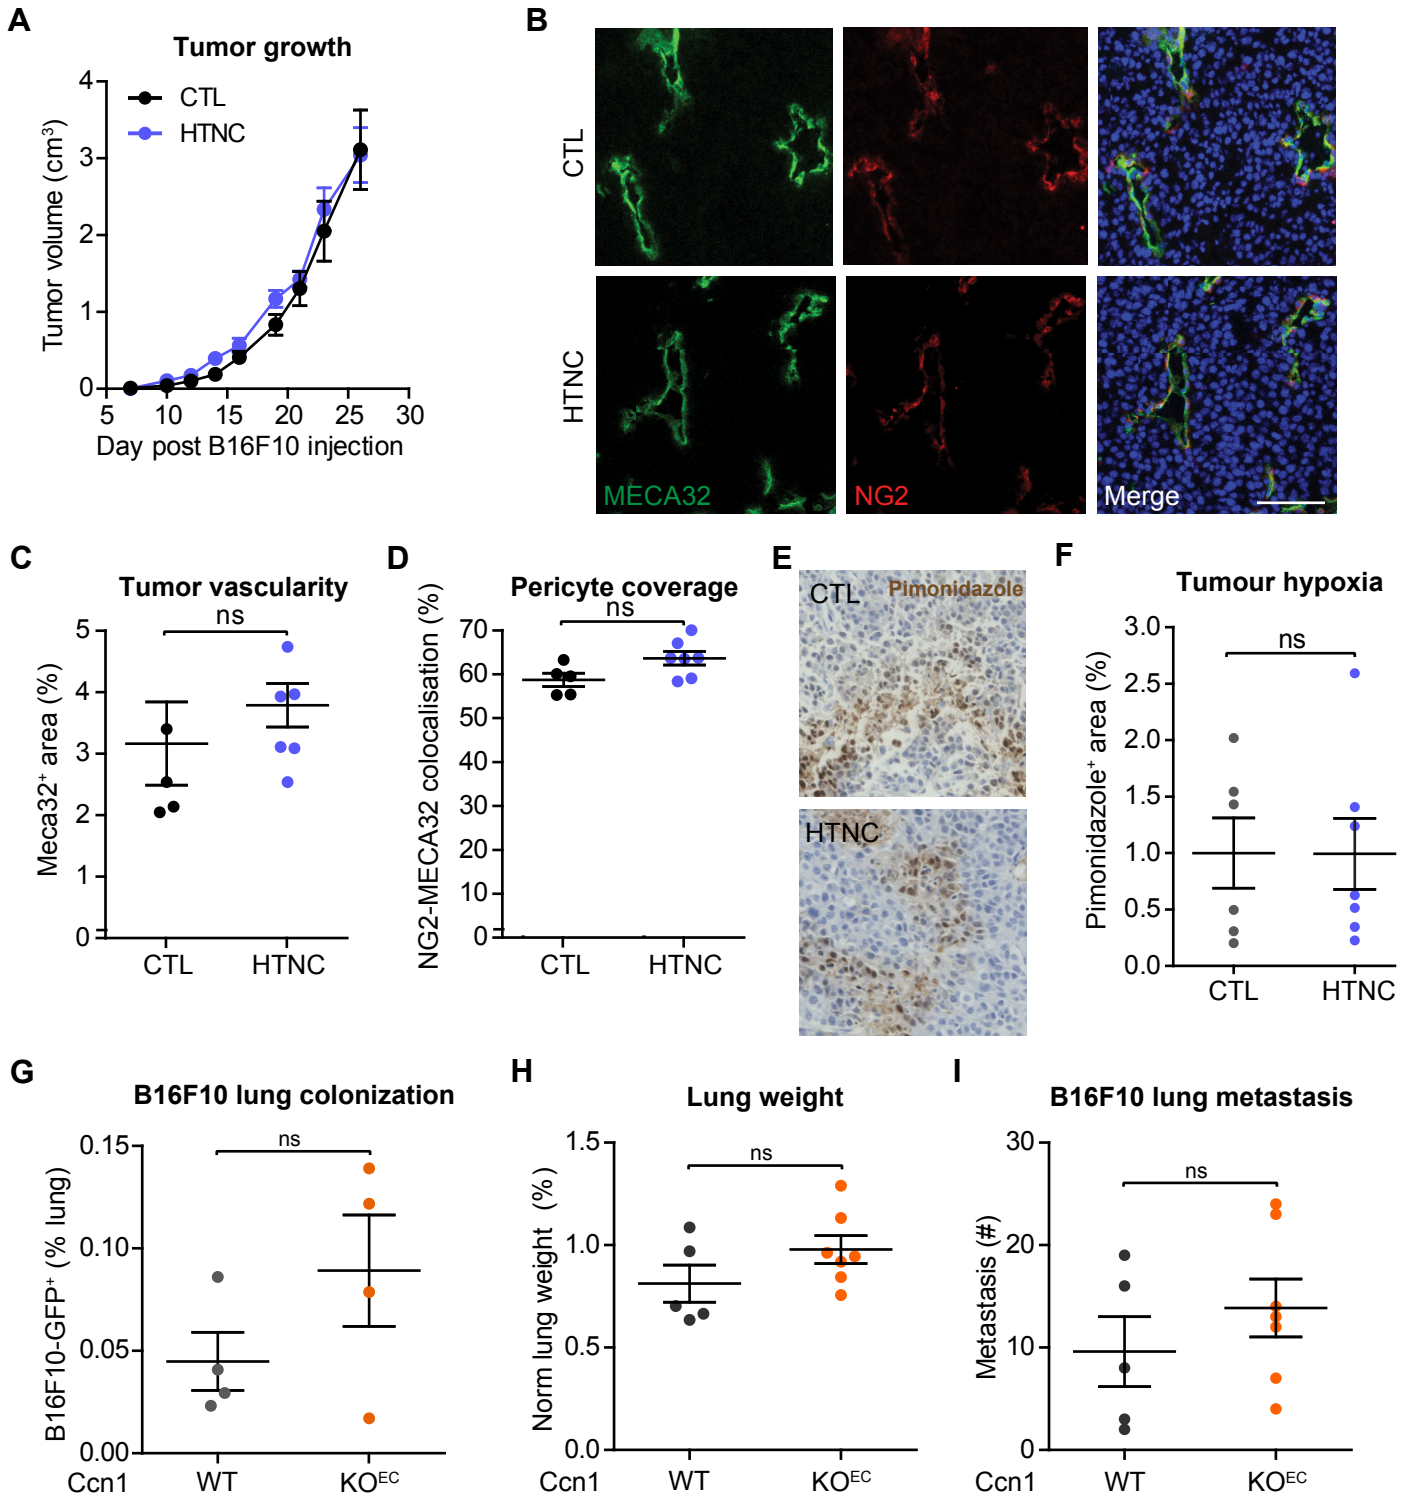 A
Tumor growth
CTL
HTNC
Tumor volume (cm³)
4
3
2
1
0
5 10 15 20 25 30
Day post B16F10 injection
B
CTL
HTNC
MECA32
NG2
Merge
C
Tumor vascularity
ns
Meca32⁺ area (%)
5
4
3
2
1
0
CTL HTNC
D
Pericyte coverage
ns
NG2-MECA32 colocalisation (%)
70
60
50
40
30
20
10
0
CTL HTNC
E
CTL
Pimonidazole
HTNC
F
Tumour hypoxia
ns
Pimonidazole⁺ area (%)
3.0
2.5
2.0
1.5
1.0
0.5
0.0
CTL HTNC
G
B16F10 lung colonization
ns
B16F10-GFP⁺ (% lung)
0.15
0.10
0.05
0.00
Ccn1 WT KOᴱᶜ
H
Lung weight
ns
Norm lung weight (%)
1.5
1.0
0.5
0.0
Ccn1 WT KOᴱᶜ
I
B16F10 lung metastasis
ns
Metastasis (#)
30
20
10
0
Ccn1 WT KOᴱᶜ